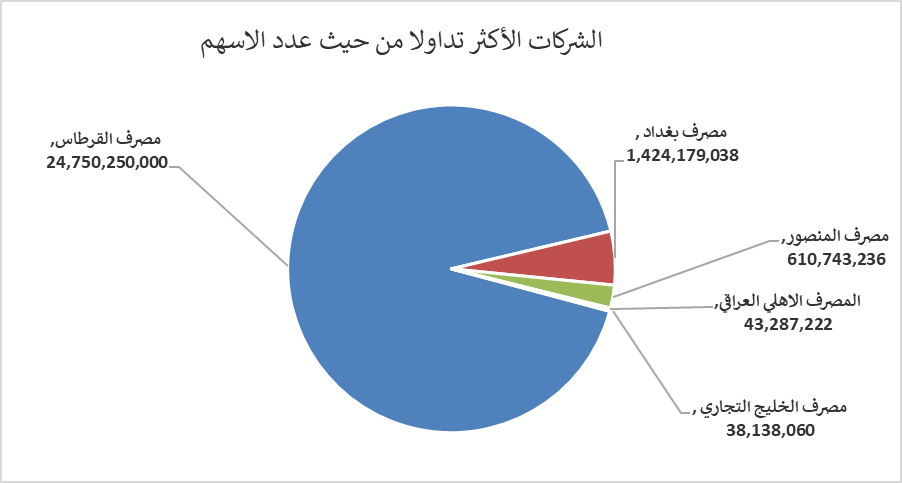 الشركات الأكثر تداولا من حيث عدد الاسهم
مصرف بغداد ,
1,424,179,038
مصرف القرطاس,
24,750,250,000
مصرف المنصور,
610,743,236
المصرف الاهلي العراقي,
43,287,222
مصرف الخليج التجاري ,
38,138,060